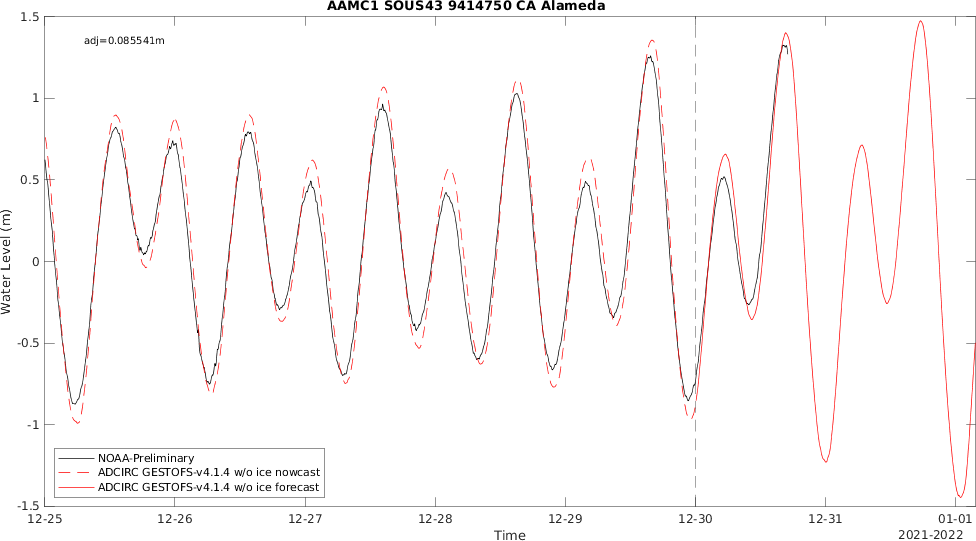 AAMC1 SOUS43 9414750 CA Alameda
adj=0.085541m
1.5
1
0.5
0
-0.5
-1
-1.5
Water Level (m)
NOAA-Preliminary
ADCIRC GESTOFS-v4.1.4 w/o ice nowcast
ADCIRC GESTOFS-v4.1.4 w/o ice forecast
12-25 12-26 12-27 12-28 12-29 12-30 12-31 01-01
Time
2021-2022